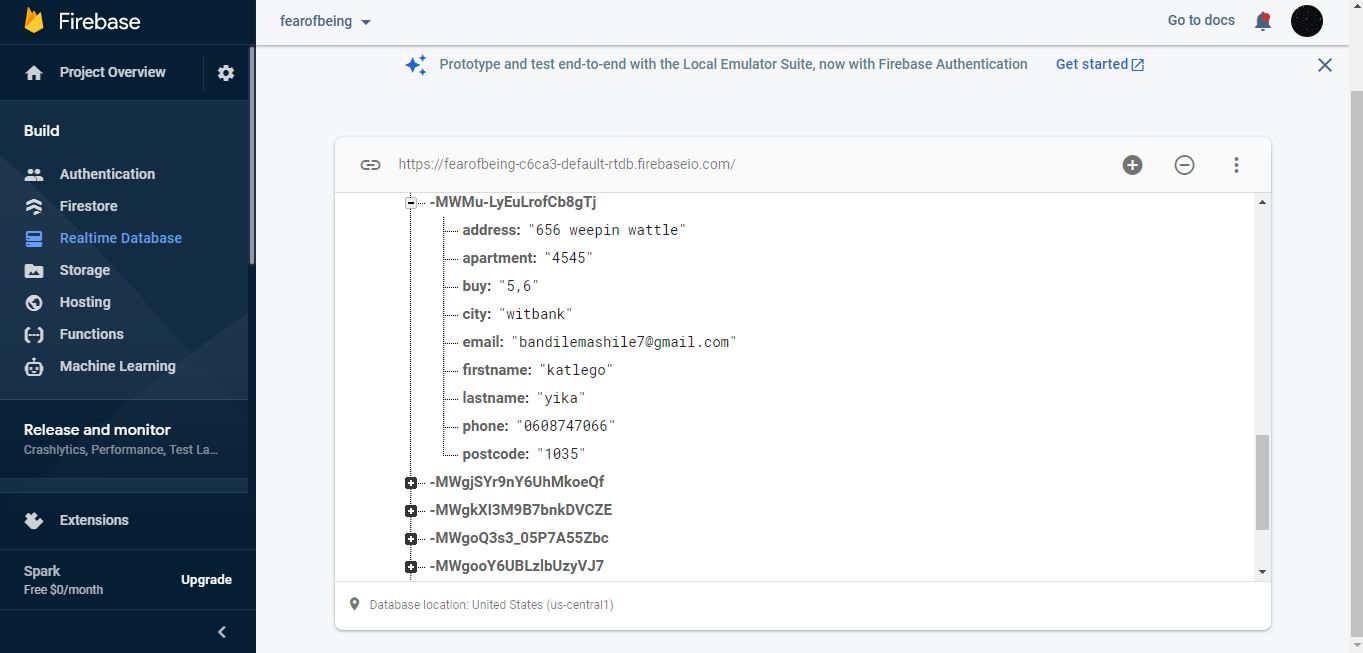 Firebase
fearofbeing
Go to docs
Project Overview
Prototype and test end-to-end with the Local Emulator Suite, now with Firebase Authentication
Get started
Build
Authentication
Firestore
Realtime Database
Storage
Hosting
Functions
Machine Learning
Release and monitor
Crashlytics, Performance, Test La...
Extensions
Spark
Free $0/month
Upgrade
https://fearofbeing-c6ca3-default-rtdb.firebaseio.com/
-MWMu-LyEuLrofCb8gTj
address: "656 weepin wattle"
apartment: "4545"
buy: "5,6"
city: "witbank"
email: "bandilemashile7@gmail.com"
firstname: "katlego"
lastname: "yika"
phone: "0608747066"
postcode: "1035"
-MWgjSYr9nY6UhMkoeQf
-MWgkXI3M9B7bnkDVCZE
-MWgoQ3s3_05P7A55Zbc
-MWgooY6UBLzlbUzyVJ7
Database location: United States (us-central1)